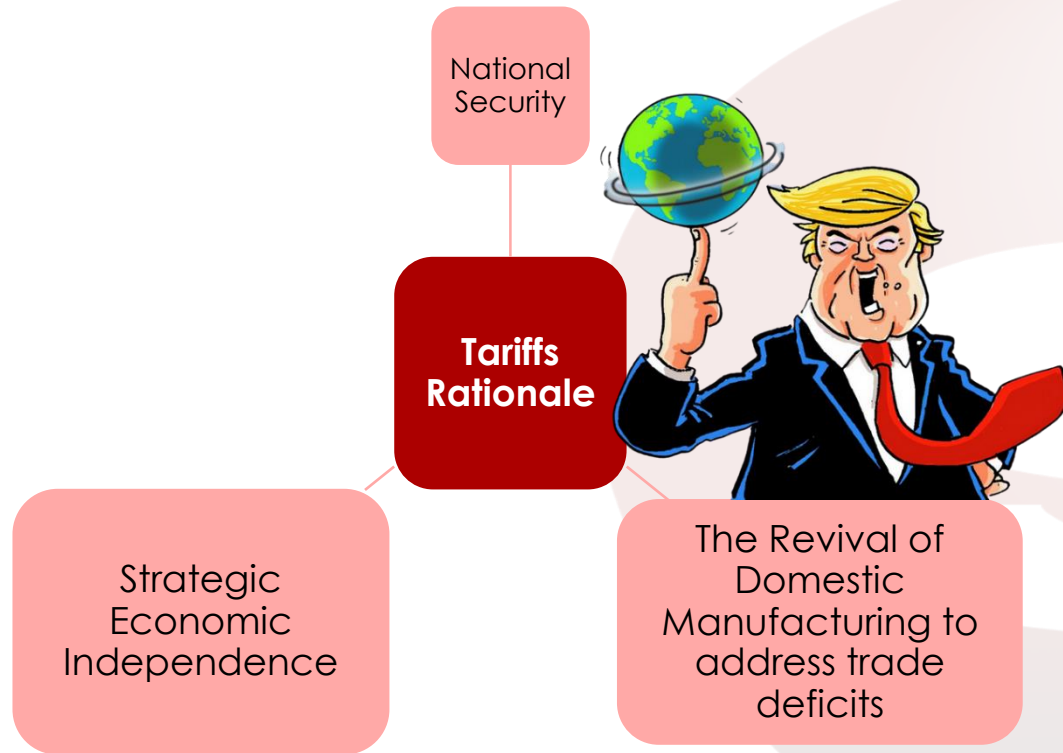 National
Security
Tariffs
Rationale
Strategic
Economic
Independence
The Revival of
Domestic
Manufacturing to
address trade
deficits